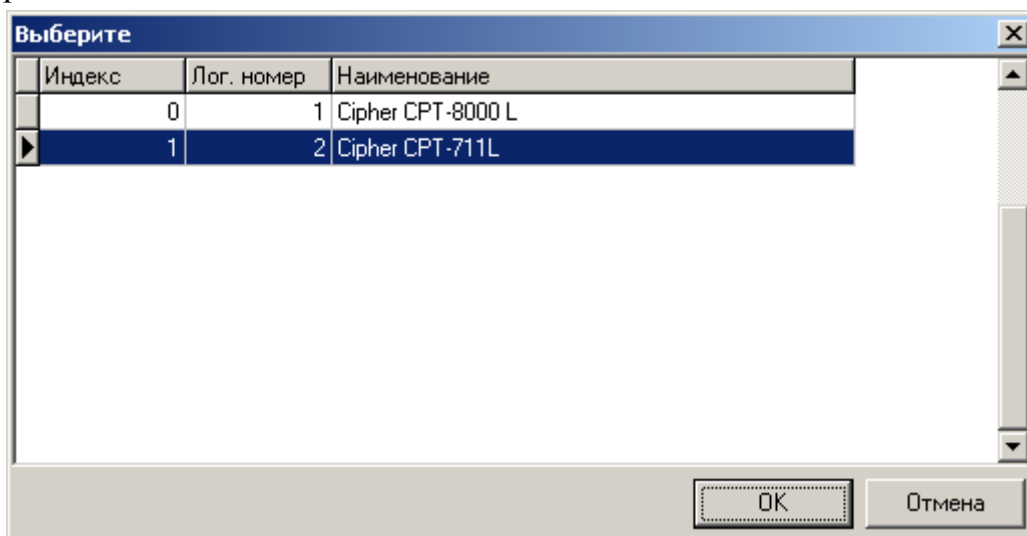 Выберите
Индекс Лог. номер Наименование
0 1 Cipher CPT-8000 L
1 2 Cipher CPT-711L
OK Отмена